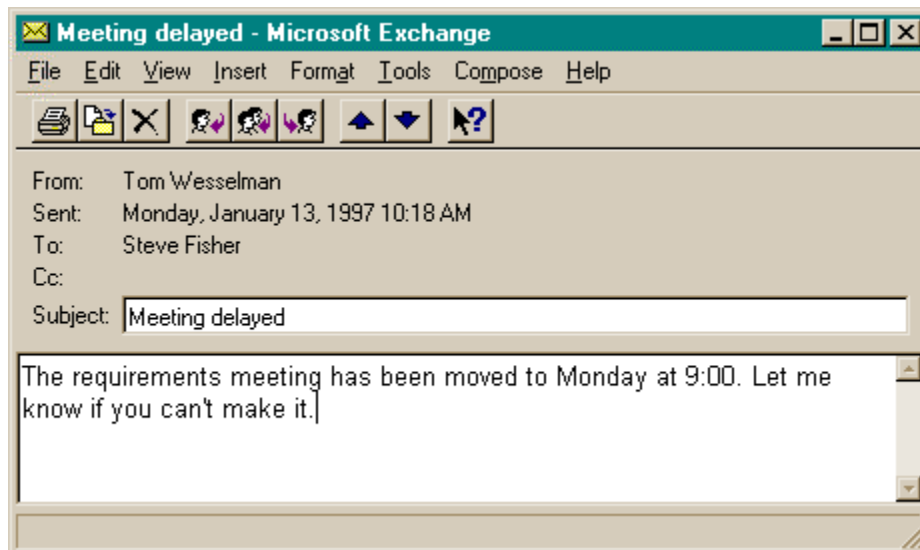 Meeting delayed - Microsoft Exchange
File Edit View Insert Format Tools Compose Help
From: Tom Wesselman
Sent: Monday, January 13, 1997 10:18 AM
To: Steve Fisher
Cc:
Subject: Meeting delayed
The requirements meeting has been moved to Monday at 9:00. Let me
know if you can't make it.